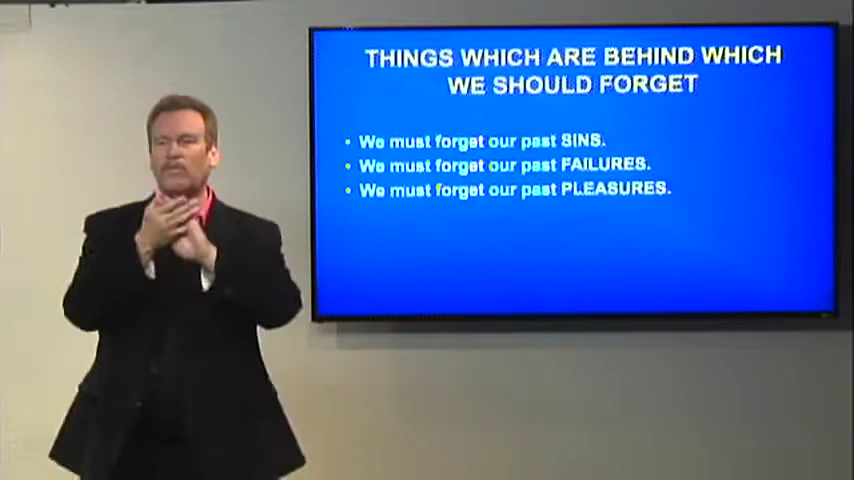 THINGS WHICH ARE BEHIND WHICH
WE SHOULD FORGET
• We must forget our past SINS.
• We must forget our past FAILURES.
• We must forget our past PLEASURES.